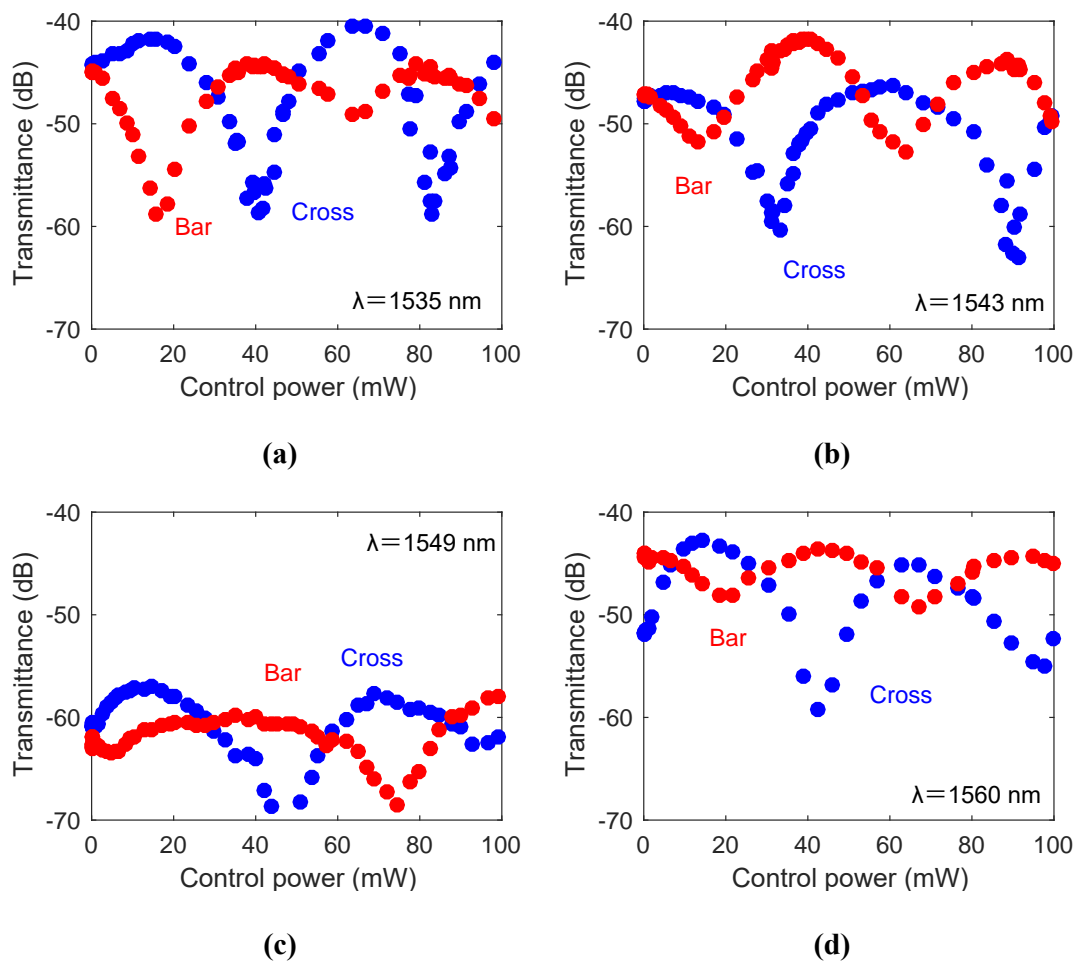 -40
-50
-60
-70
Transmittance (dB)
Bar
Cross
λ=1535 nm
0 20 40 60 80 100
Control power (mW)
(a)
-40
-50
-60
-70
Transmittance (dB)
Bar
Cross
λ=1543 nm
0 20 40 60 80 100
Control power (mW)
(b)
-40
-50
-60
-70
Transmittance (dB)
λ=1549 nm
Cross
Bar
0 20 40 60 80 100
Control power (mW)
(c)
-40
-50
-60
-70
Transmittance (dB)
Bar
Cross
λ=1560 nm
0 20 40 60 80 100
Control power (mW)
(d)